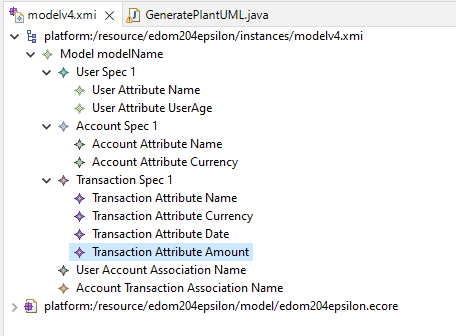 modelv4.xmi GeneratePlantUML.java
platform:/resource/edom204epsilon/instances/modelv4.xmi
Model modelName
User Spec 1
User Attribute Name
User Attribute UserAge
Account Spec 1
Account Attribute Name
Account Attribute Currency
Transaction Spec 1
Transaction Attribute Name
Transaction Attribute Currency
Transaction Attribute Date
Transaction Attribute Amount
User Account Association Name
Account Transaction Association Name
platform:/resource/edom204epsilon/model/edom204epsilon.ecore